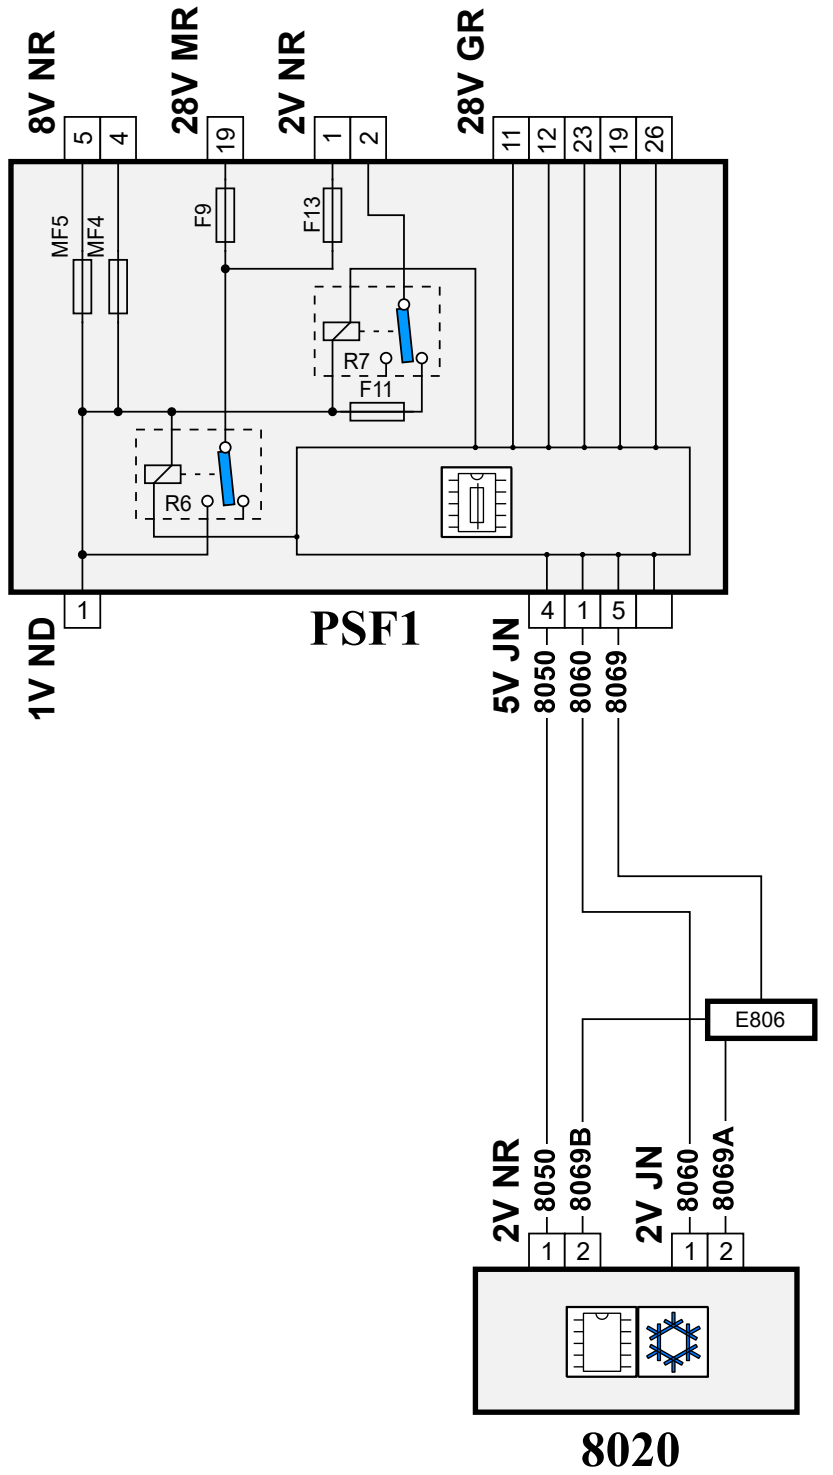 8V NR
28V MR
2V NR
28V GR
5
4
19
1
2
11
12
23
19
26
MF5
MF4
F9
F13
R7
F11
R6
1
4
1
5
1V ND
PSF1
5V JN
8050
8060
8069
E806
2V NR
8050
8069B
2V JN
8060
8069A
1
2
1
2
8020